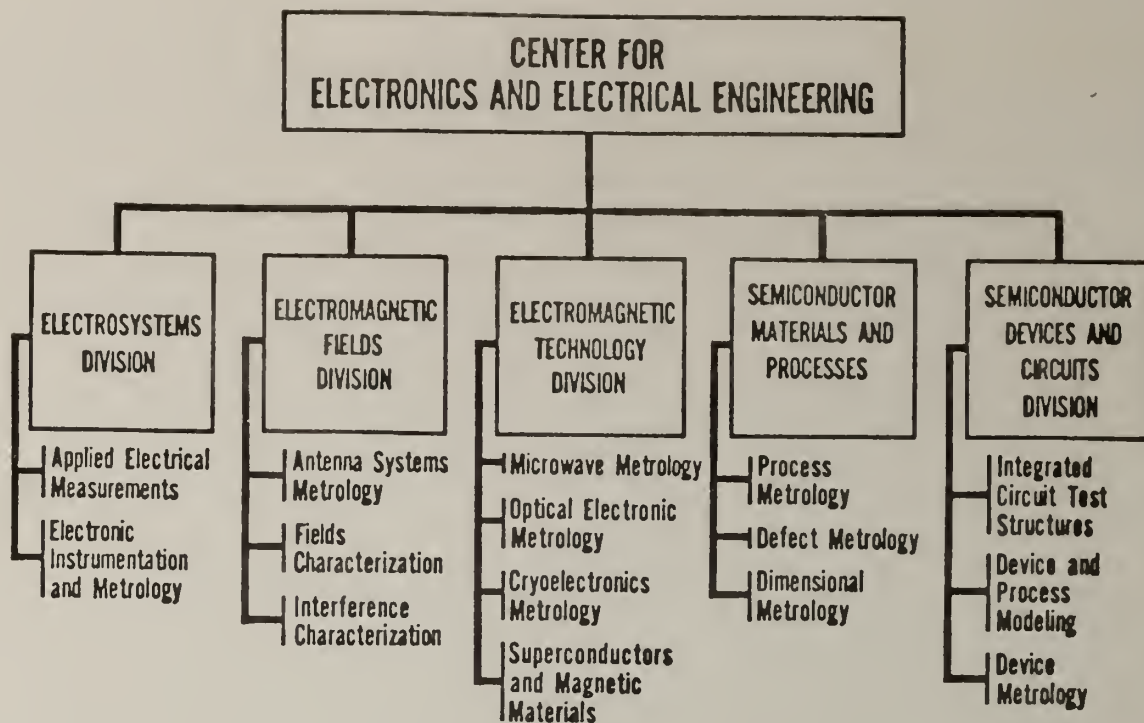 CENTER FOR
ELECTRONICS AND ELECTRICAL ENGINEERING
ELECTROSYSTEMS
DIVISION
Applied Electrical
Measurements
Electronic
Instrumentation
and Metrology
ELECTROMAGNETIC
FIELDS
DIVISION
Antenna Systems
Metrology
Fields
Characterization
Interference
Characterization
ELECTROMAGNETIC
TECHNOLOGY
DIVISION
Microwave Metrology
Optical Electronic
Metrology
Cryoelectronics
Metrology
Superconductors
and Magnetic
Materials
SEMICONDUCTOR
MATERIALS AND
PROCESSES
Process
Metrology
Defect Metrology
Dimensional
Metrology
SEMICONDUCTOR
DEVICES AND
CIRCUITS
DIVISION
Integrated
Circuit Test
Structures
Device and
Process
Modeling
Device
Metrology